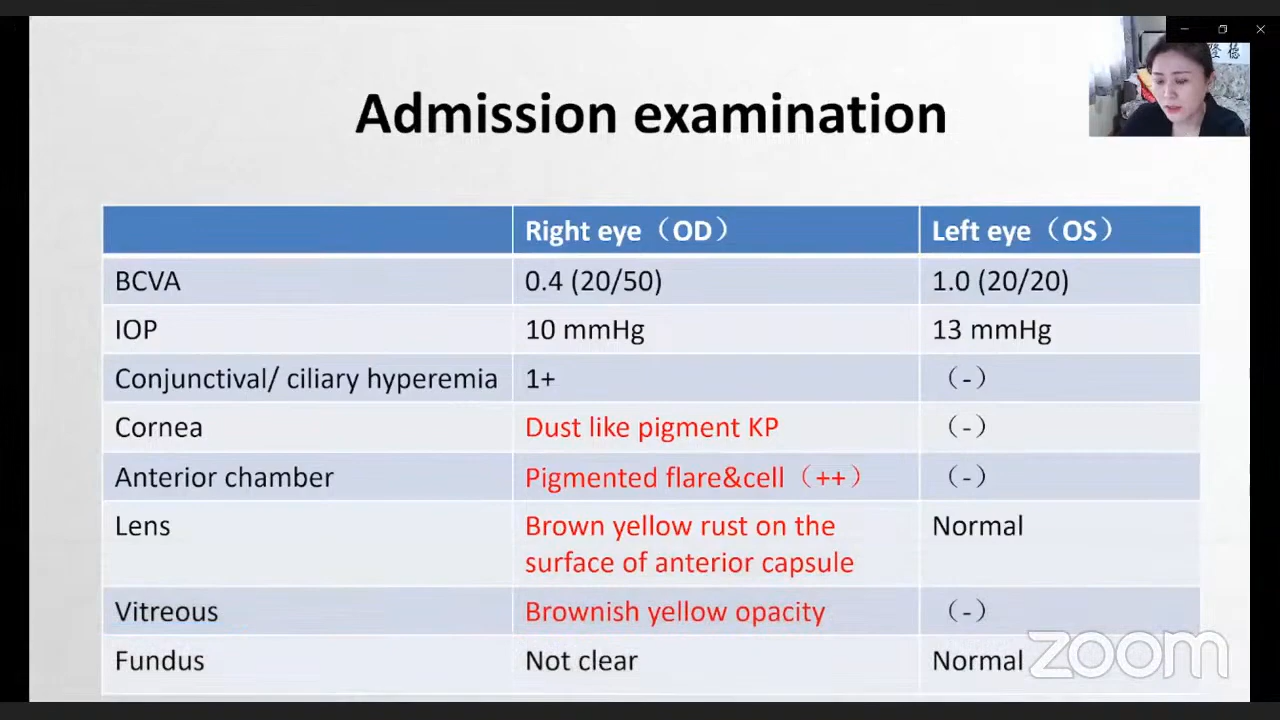 Admission examination
Right eye（OD） Left eye（OS）
BCVA 0.4 (20/50) 1.0 (20/20)
IOP 10 mmHg 13 mmHg
Conjunctival/ ciliary hyperemia 1+ （-）
Cornea Dust like pigment KP （-）
Anterior chamber Pigmented flare&cell（++） （-）
Lens Brown yellow rust on the Normal
surface of anterior capsule
Vitreous Brownish yellow opacity （-）
Fundus Not clear Normal
zoom